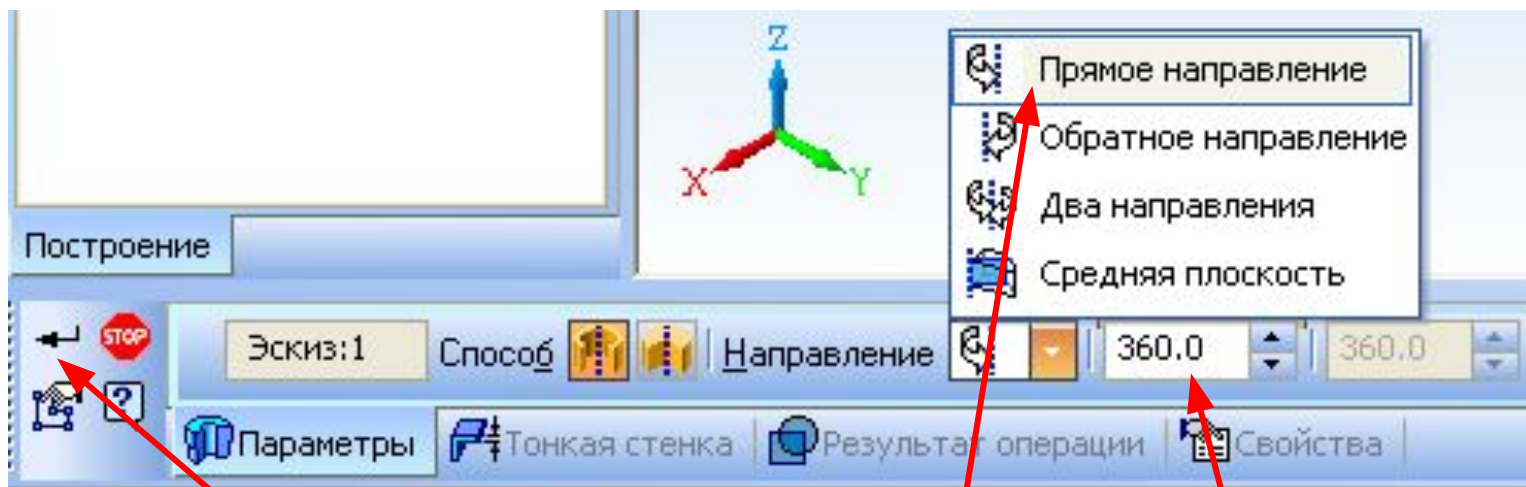 Z
X
Y
Прямое направление
Обратное направление
Два направления
Средняя плоскость
Построение
STOP
Эскиз:1 Способ Направление 360.0 360.0
?
Параметры Тонкая стенка Результат операции Свойства